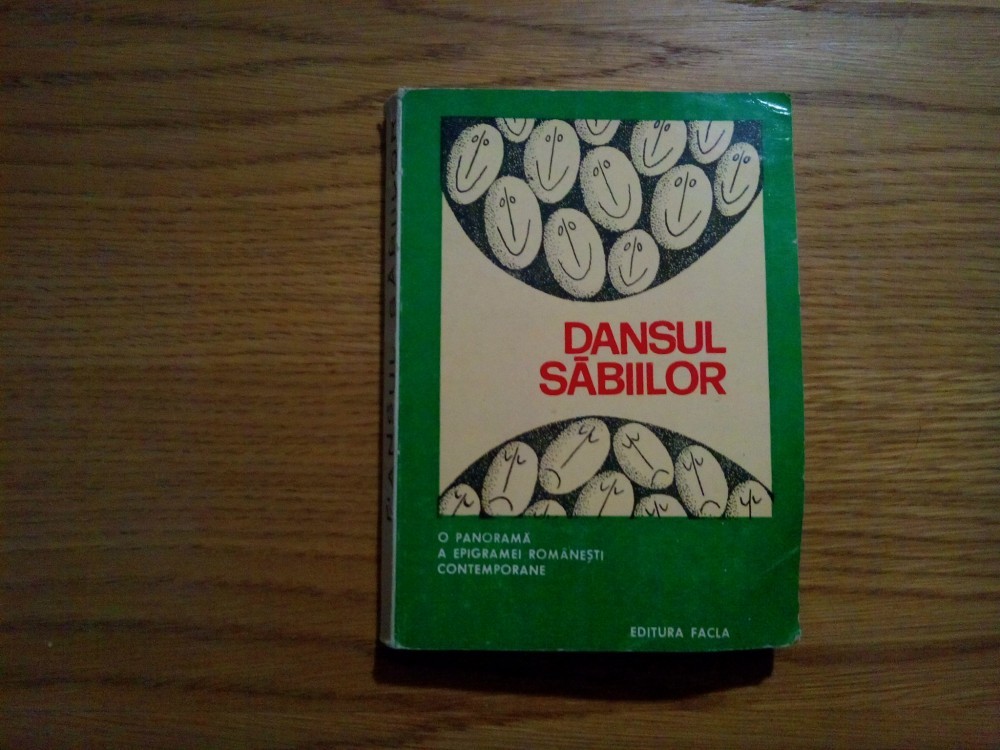 DANSUL
SĂBIILOR
O PANORAMĂ
A EPIGRAMEI ROMÂNEȘTI
CONTEMPORANE
EDITURA FACLA